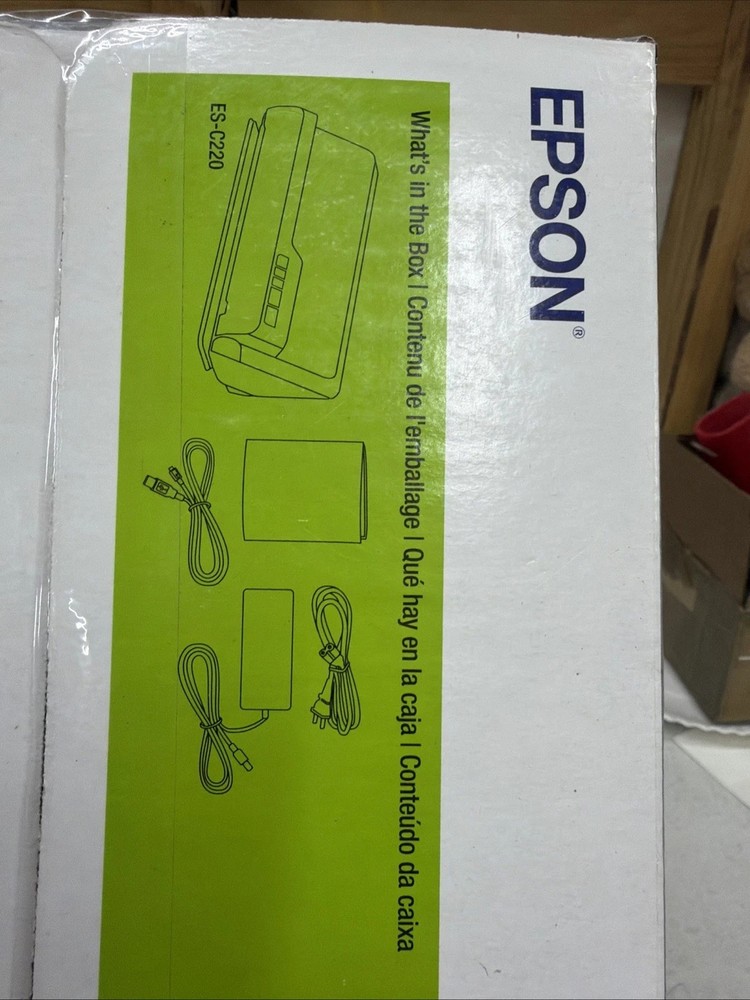 EPSON®
What's in the Box | Contenu de l'emballage | Qué hay en la caja | Conteúdo da caixa
ES-C220